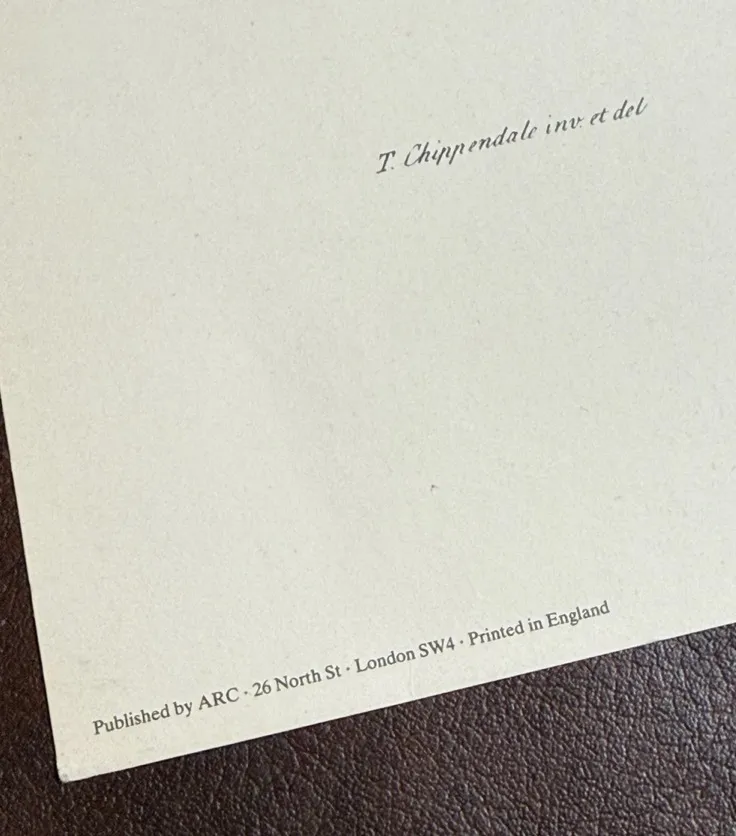 T. Chippendale inv. et del
Published by ARC · 26 North St · London SW4 · Printed in England